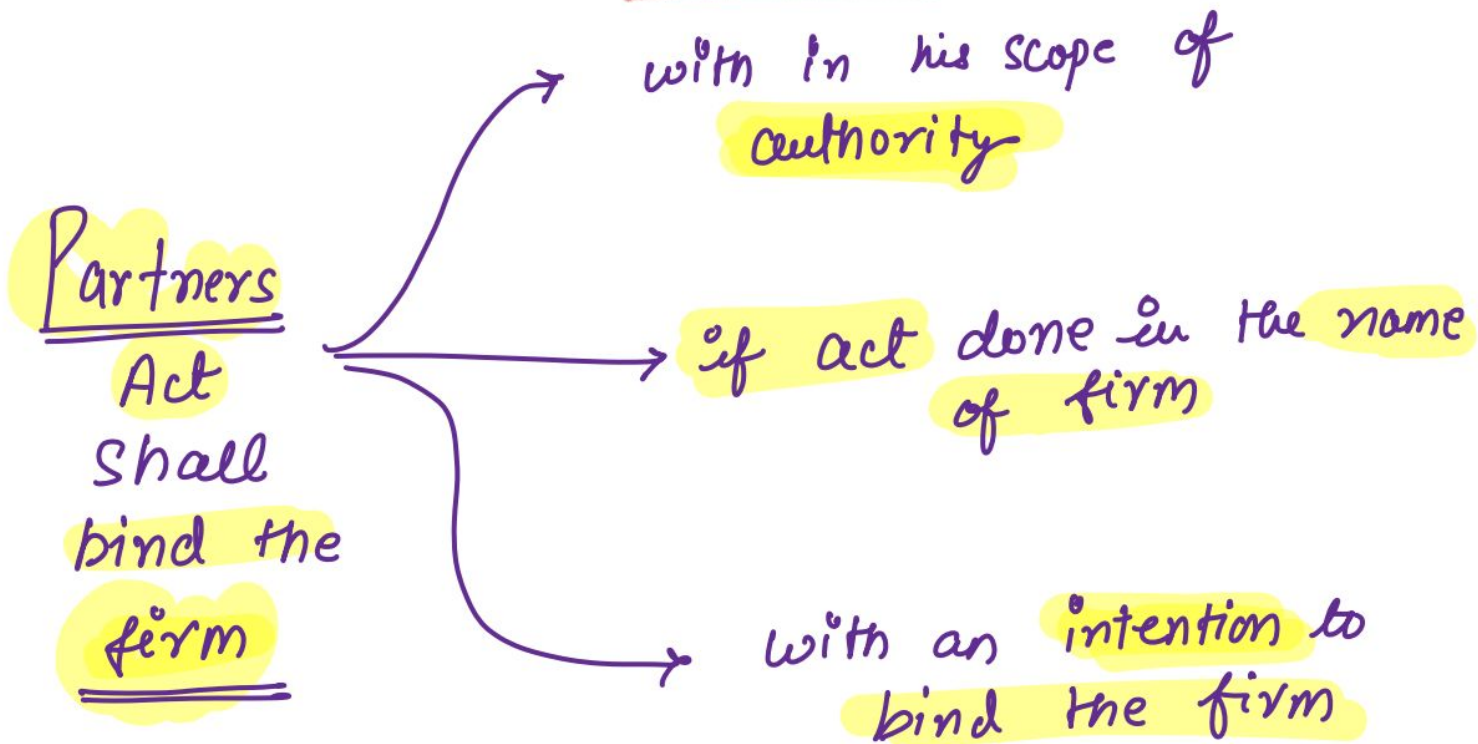 Partners
Act
shall
bind the
firm
with in his scope of
authority
if act done in the name
of firm
with an intention to
bind the firm